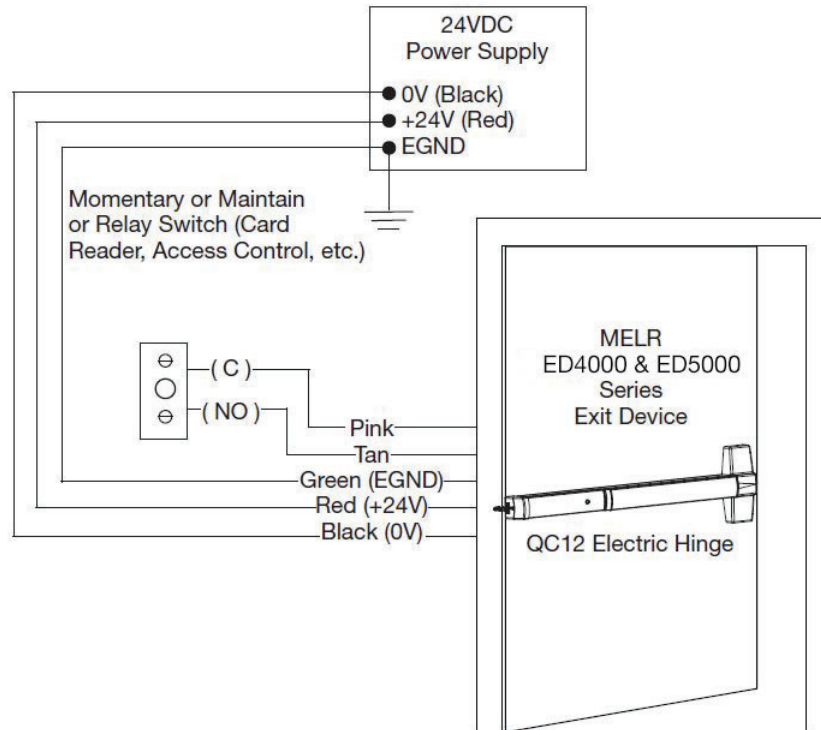 24VDC
Power Supply
0V (Black)
+24V (Red)
EGND
Momentary or Maintain
or Relay Switch (Card
Reader, Access Control, etc.)
MELR
ED4000 & ED5000
Series
Exit Device
( C )
( NO )
Pink
Tan
Green (EGND)
Red (+24V)
Black (0V)
QC12 Electric Hinge